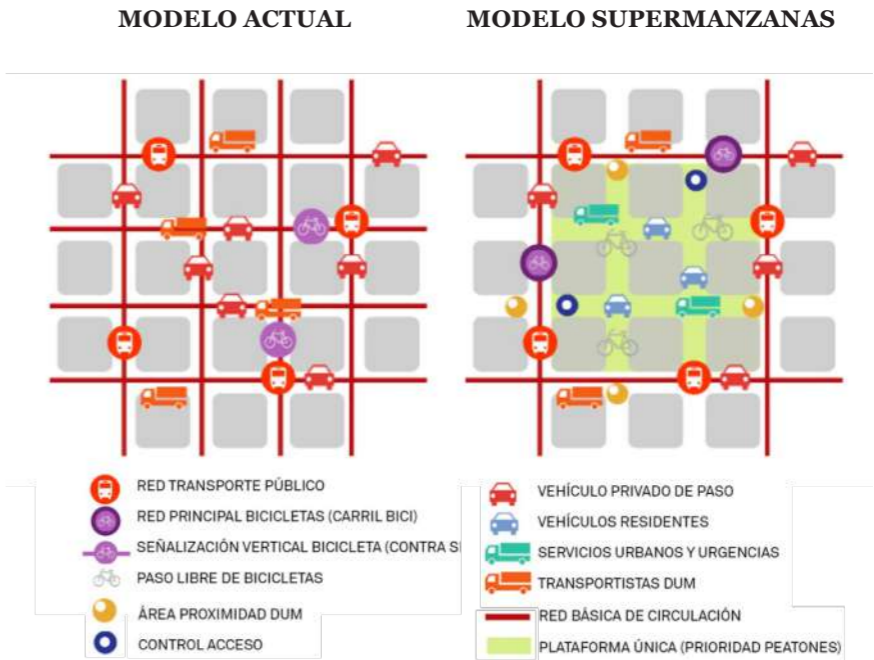 MODELO ACTUAL
MODELO SUPERMANZANAS
RED TRANSPORTE PÚBLICO
RED PRINCIPAL BICICLETAS (CARRIL BICI)
SEÑALIZACIÓN VERTICAL BICICLETA (CONTRA S
PASO LIBRE DE BICICLETAS
ÁREA PROXIMIDAD DUM
CONTROL ACCESO
VEHÍCULO PRIVADO DE PASO
VEHÍCULOS RESIDENTES
SERVICIOS URBANOS Y URGENCIAS
TRANSPORTISTAS DUM
RED BÁSICA DE CIRCULACIÓN
PLATAFORMA ÚNICA (PRIORIDAD PEATONES)